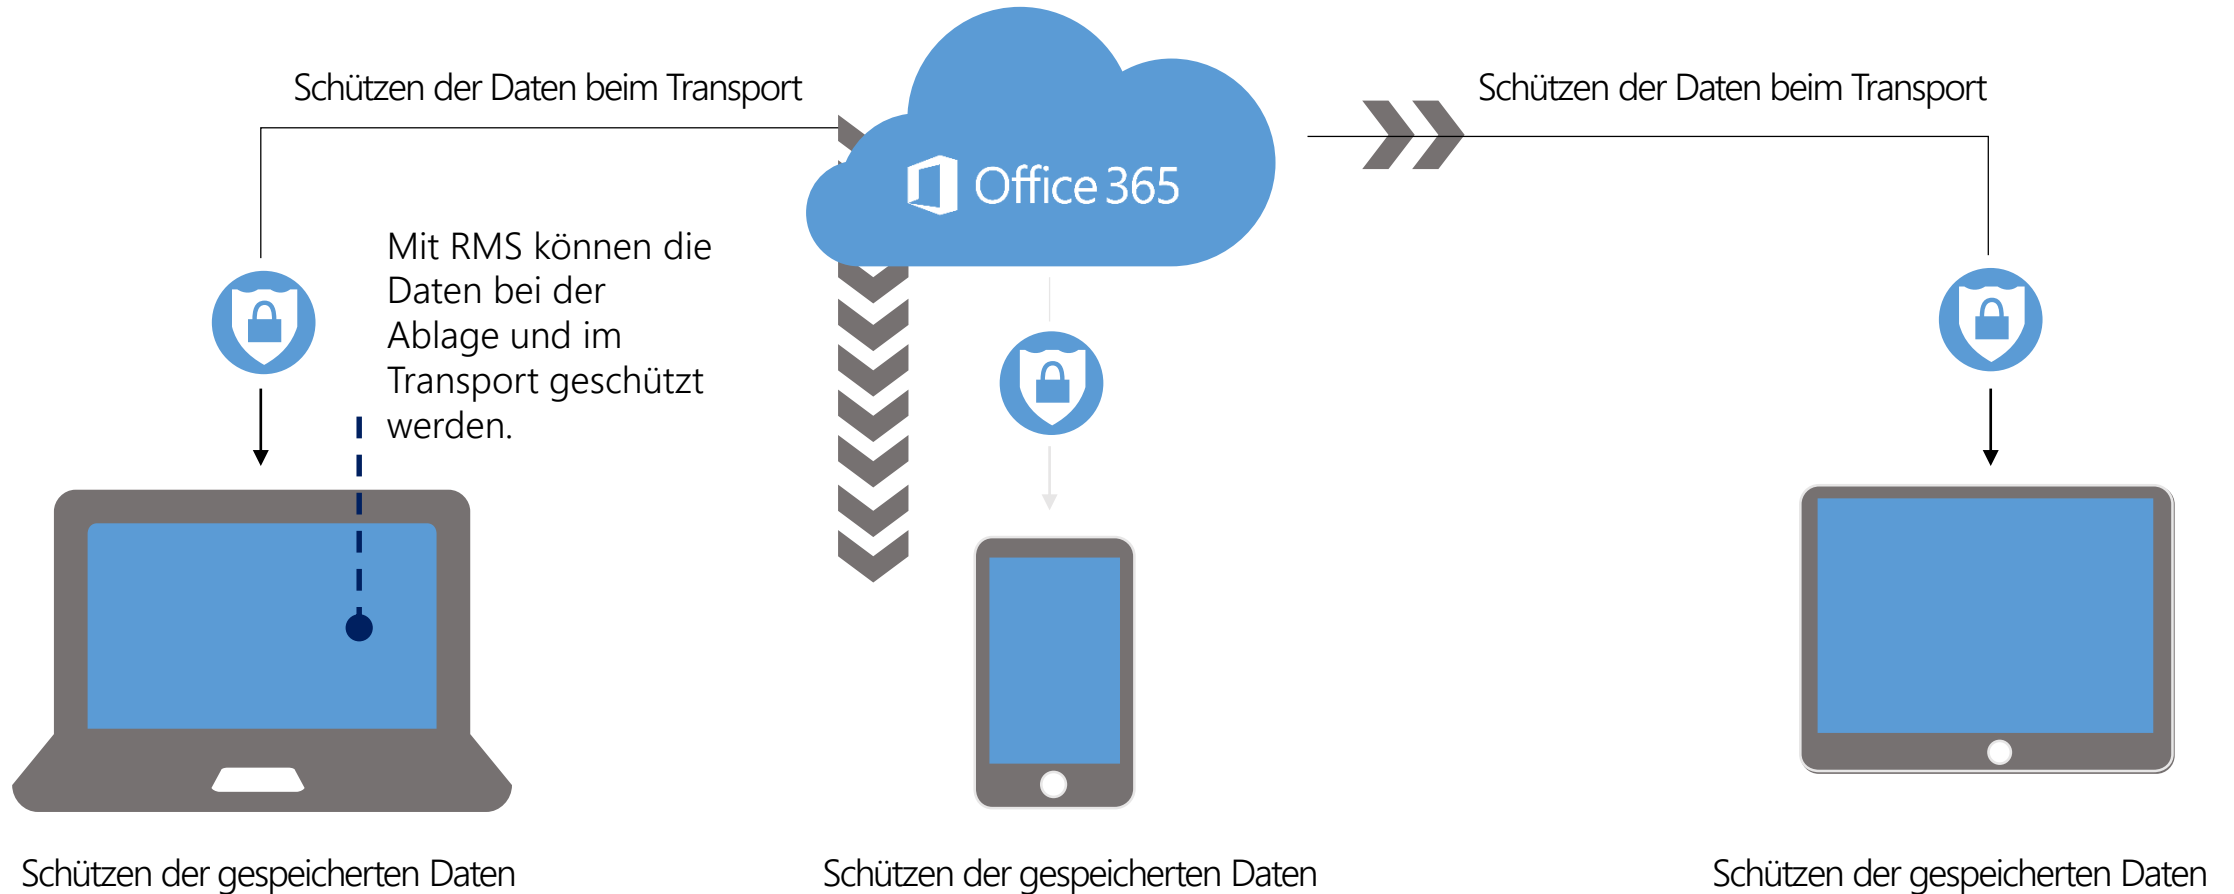 Schützen der Daten beim Transport
Schützen der Daten beim Transport
Office 365
Mit RMS können die
Daten bei der
Ablage und im
Transport geschützt
werden.
Schützen der gespeicherten Daten
Schützen der gespeicherten Daten
Schützen der gespeicherten Daten